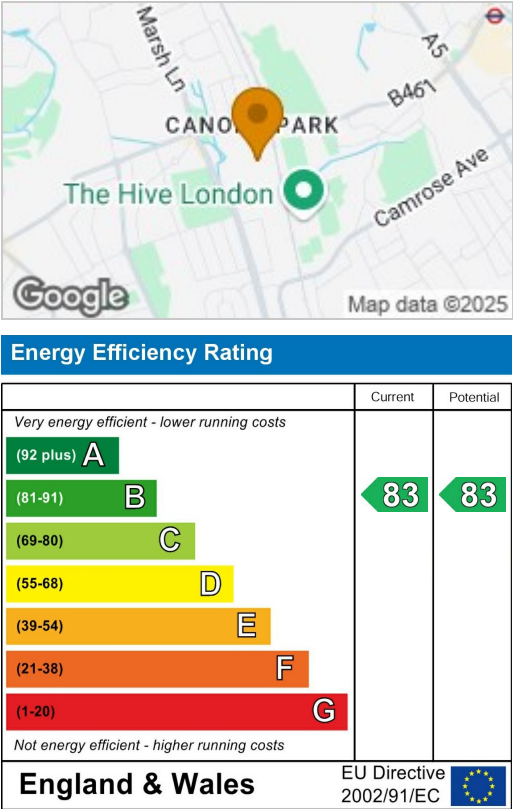 Marsh Ln
A5
B461
CANO PARK
The Hive London
Camrose Ave
Google
Map data ©2025
Energy Efficiency Rating
Current Potential
Very energy efficient - lower running costs
(92 plus) A
(81-91) B 83 83
(69-80) C
(55-68) D
(39-54) E
(21-38) F
(1-20) G
Not energy efficient - higher running costs
England & Wales
EU Directive
2002/91/EC